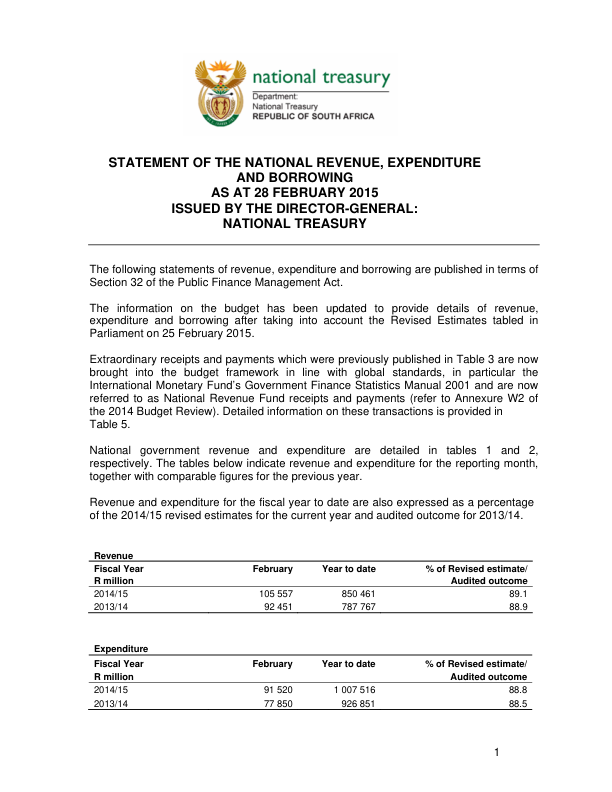 national treasury
Department:
National Treasury
REPUBLIC OF SOUTH AFRICA
STATEMENT OF THE NATIONAL REVENUE, EXPENDITURE
AND BORROWING
AS AT 28 FEBRUARY 2015
ISSUED BY THE DIRECTOR-GENERAL:
NATIONAL TREASURY
The following statements of revenue, expenditure and borrowing are published in terms of
Section 32 of the Public Finance Management Act.
The information on the budget has been updated to provide details of revenue,
expenditure and borrowing after taking into account the Revised Estimates tabled in
Parliament on 25 February 2015.
Extraordinary receipts and payments which were previously published in Table 3 are now
brought into the budget framework in line with global standards, in particular the
International Monetary Fund's Government Finance Statistics Manual 2001 and are now
referred to as National Revenue Fund receipts and payments (refer to Annexure W2 of
the 2014 Budget Review). Detailed information on these transactions is provided in
Table 5.
National government revenue and expenditure are detailed in tables 1 and 2,
respectively. The tables below indicate revenue and expenditure for the reporting month,
together with comparable figures for the previous year.
Revenue and expenditure for the fiscal year to date are also expressed as a percentage
of the 2014/15 revised estimates for the current year and audited outcome for 2013/14.
Revenue
Fiscal Year February Year to date % of Revised estimate/
R million Audited outcome
2014/15 105 557 850 461 89.1
2013/14 92 451 787 767 88.9
Expenditure
Fiscal Year February Year to date % of Revised estimate/
R million Audited outcome
2014/15 91 520 1 007 516 88.8
2013/14 77 850 926 851 88.5
1